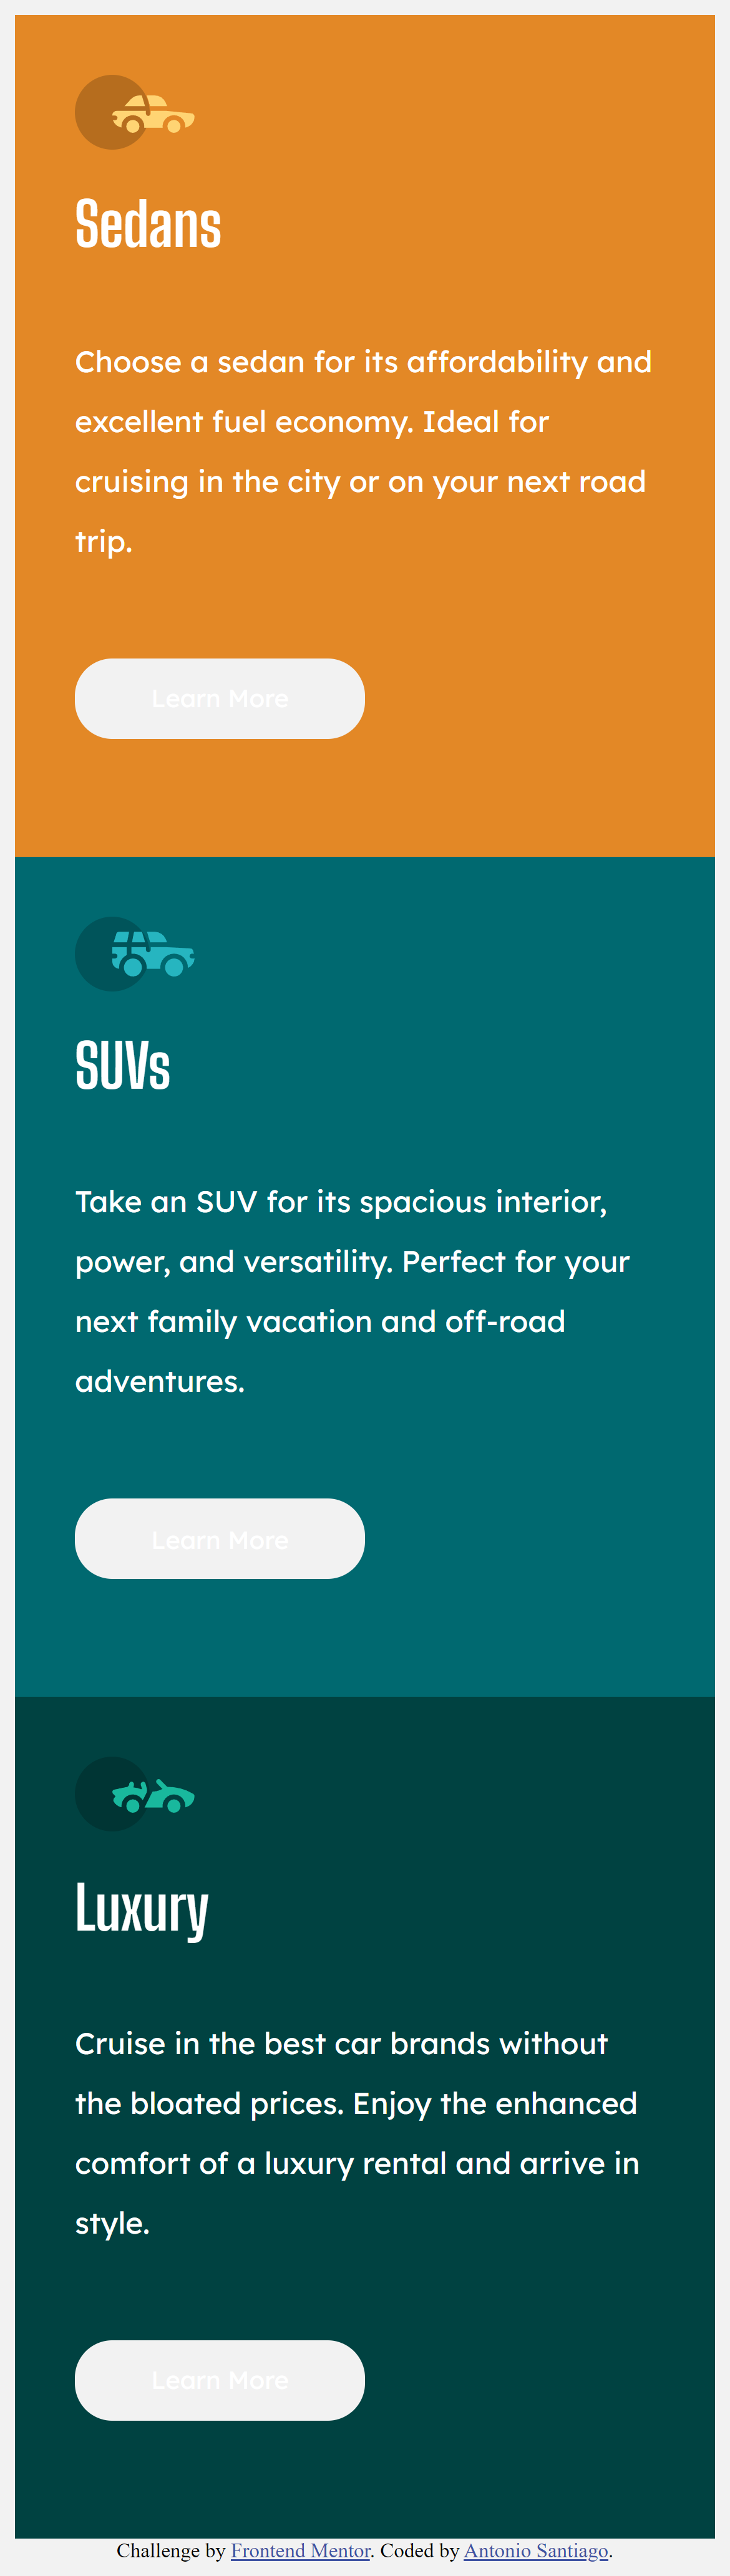 Sedans
Choose a sedan for its affordability and
excellent fuel economy. Ideal for
cruising in the city or on your next road
trip.
Learn More
SUVs
Take an SUV for its spacious interior,
power, and versatility. Perfect for your
next family vacation and off-road
adventures.
Learn More
Luxury
Cruise in the best car brands without
the bloated prices. Enjoy the enhanced
comfort of a luxury rental and arrive in
style.
Learn More
Challenge by Frontend Mentor. Coded by Antonio Santiago.